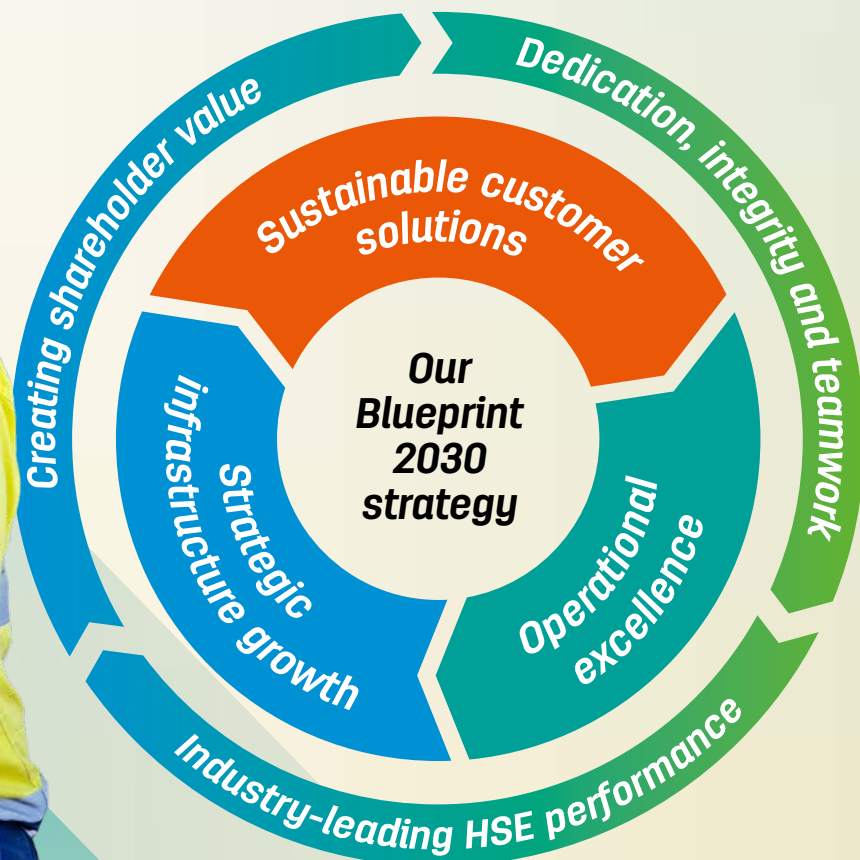 Creating shareholder value
Dedication, integrity and teamwork
Industry-leading HSE performance
Sustainable customer
solutions
Operational
excellence
Strategic
infrastructure growth
Our
Blueprint
2030
strategy